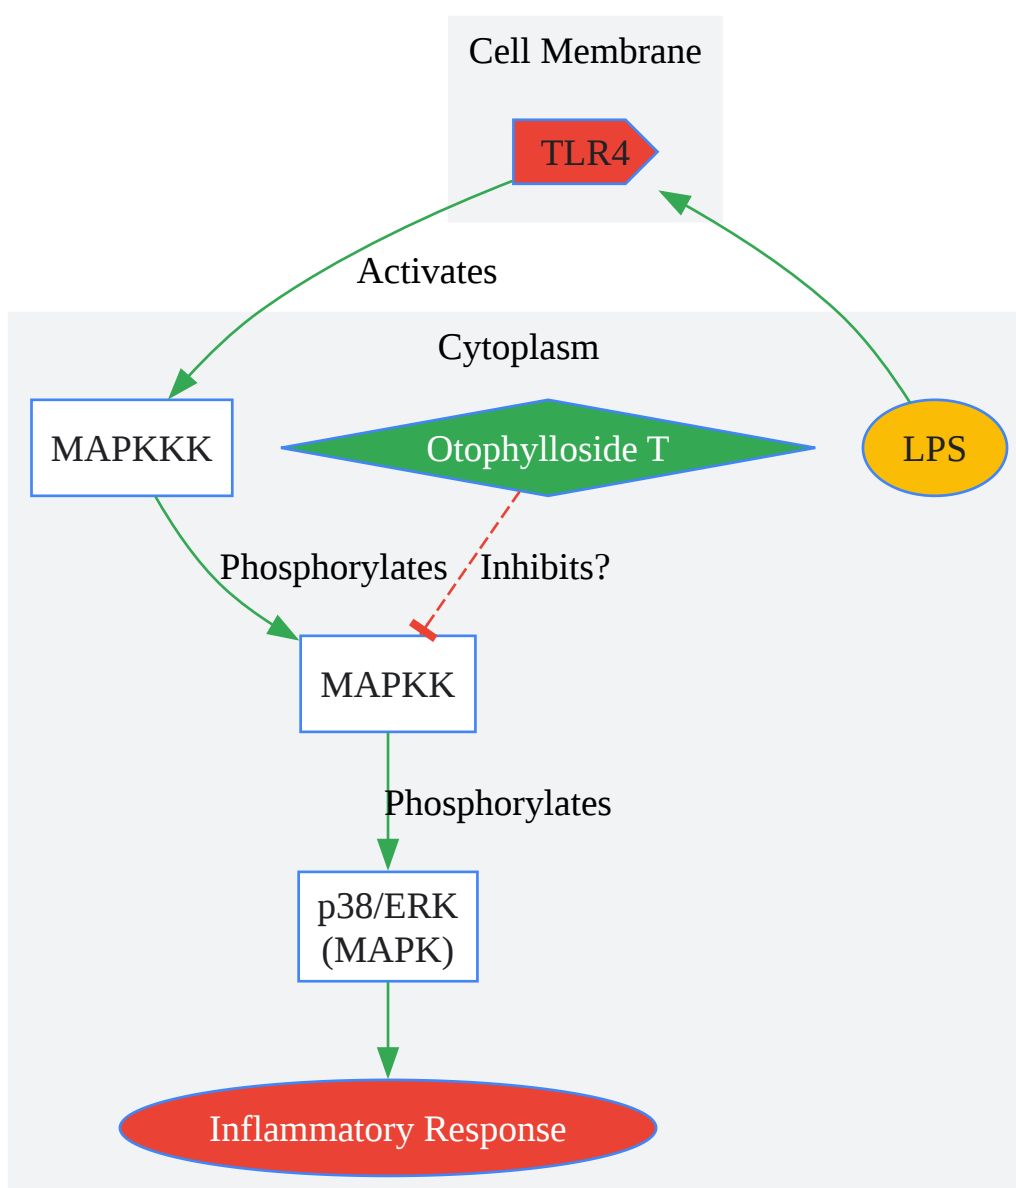 Cell Membrane
TLR4
Activates
Cytoplasm
MAPKKK
Otophylloside T
LPS
Phosphorylates
Inhibits?
MAPKK
Phosphorylates
p38/ERK
(MAPK)
Inflammatory Response